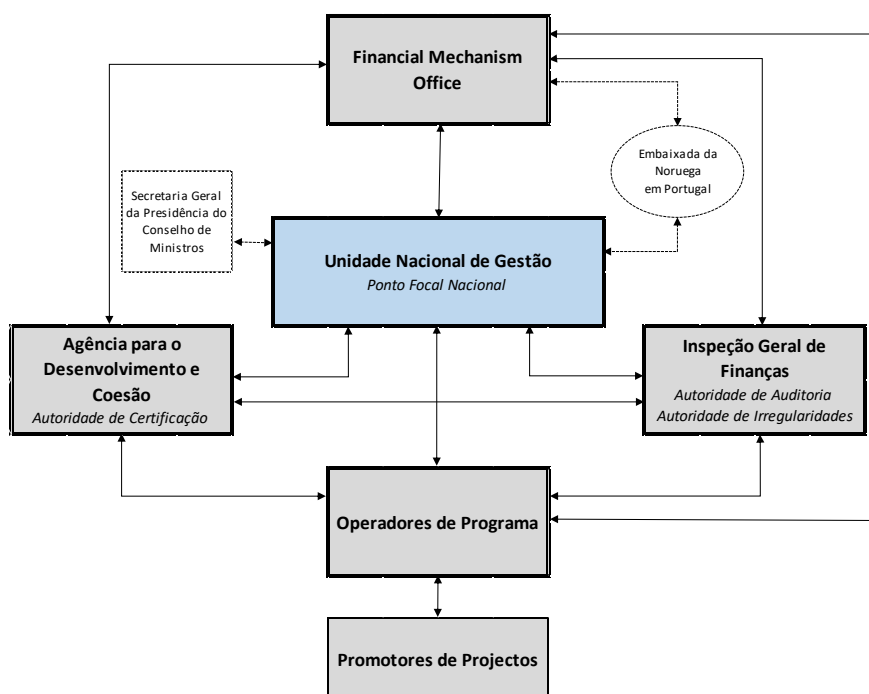 Financial Mechanism
Office
Embaixada da
Noruega
em Portugal
Secretaria Geral
da Presidência do
Conselho de
Ministros
Unidade Nacional de Gestão
Ponto Focal Nacional
Agência para o
Desenvolvimento e
Coesão
Autoridade de Certificação
Inspeção Geral de
Finanças
Autoridade de Auditoria
Autoridade de Irregularidades
Operadores de Programa
Promotores de Projectos